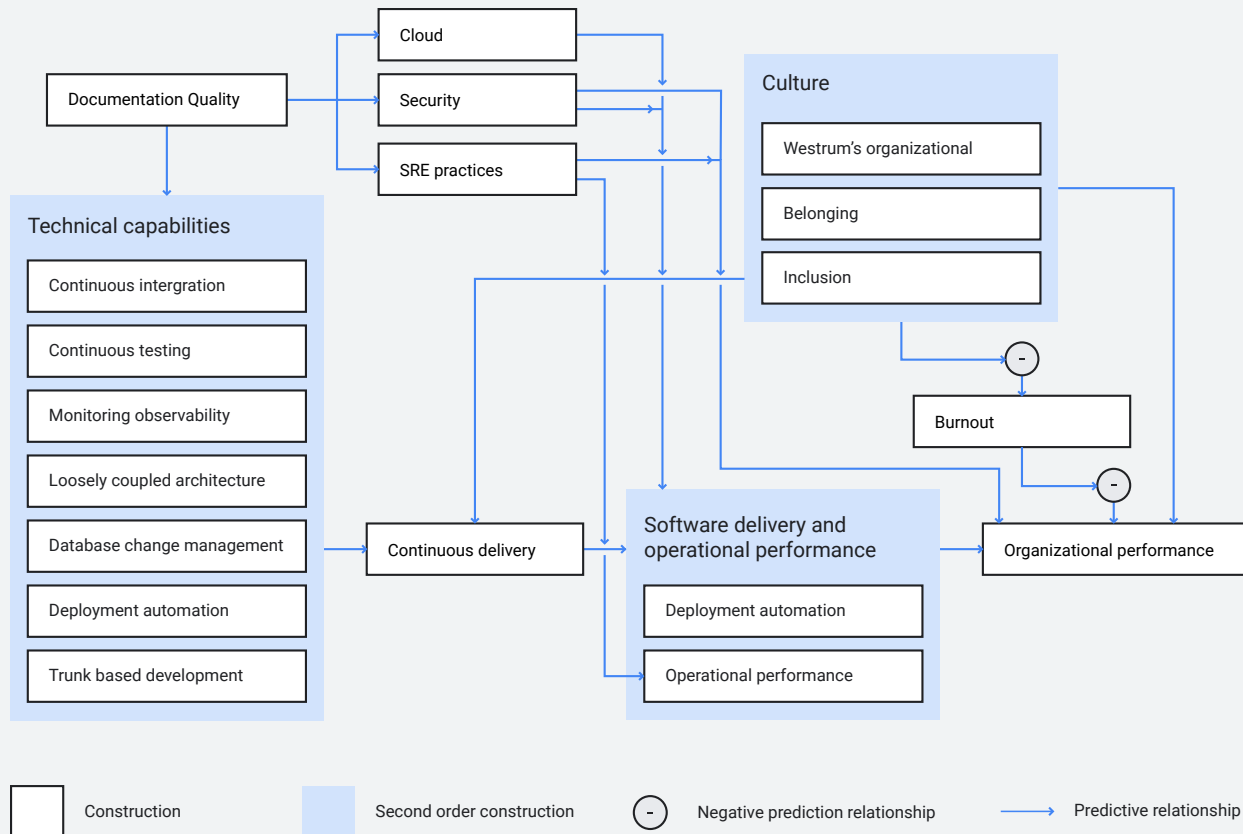 Cloud
Documentation Quality
Security
SRE practices
Culture
Westrum's organizational
Belonging
Inclusion
Technical capabilities
Continuous intergration
Continuous testing
Monitoring observability
Loosely coupled architecture
Database change management
Deployment automation
Trunk based development
-
Burnout
-
Continuous delivery
Software delivery and
operational performance
Deployment automation
Operational performance
Organizational performance
Construction
Second order construction
-
Negative prediction relationship
Predictive relationship